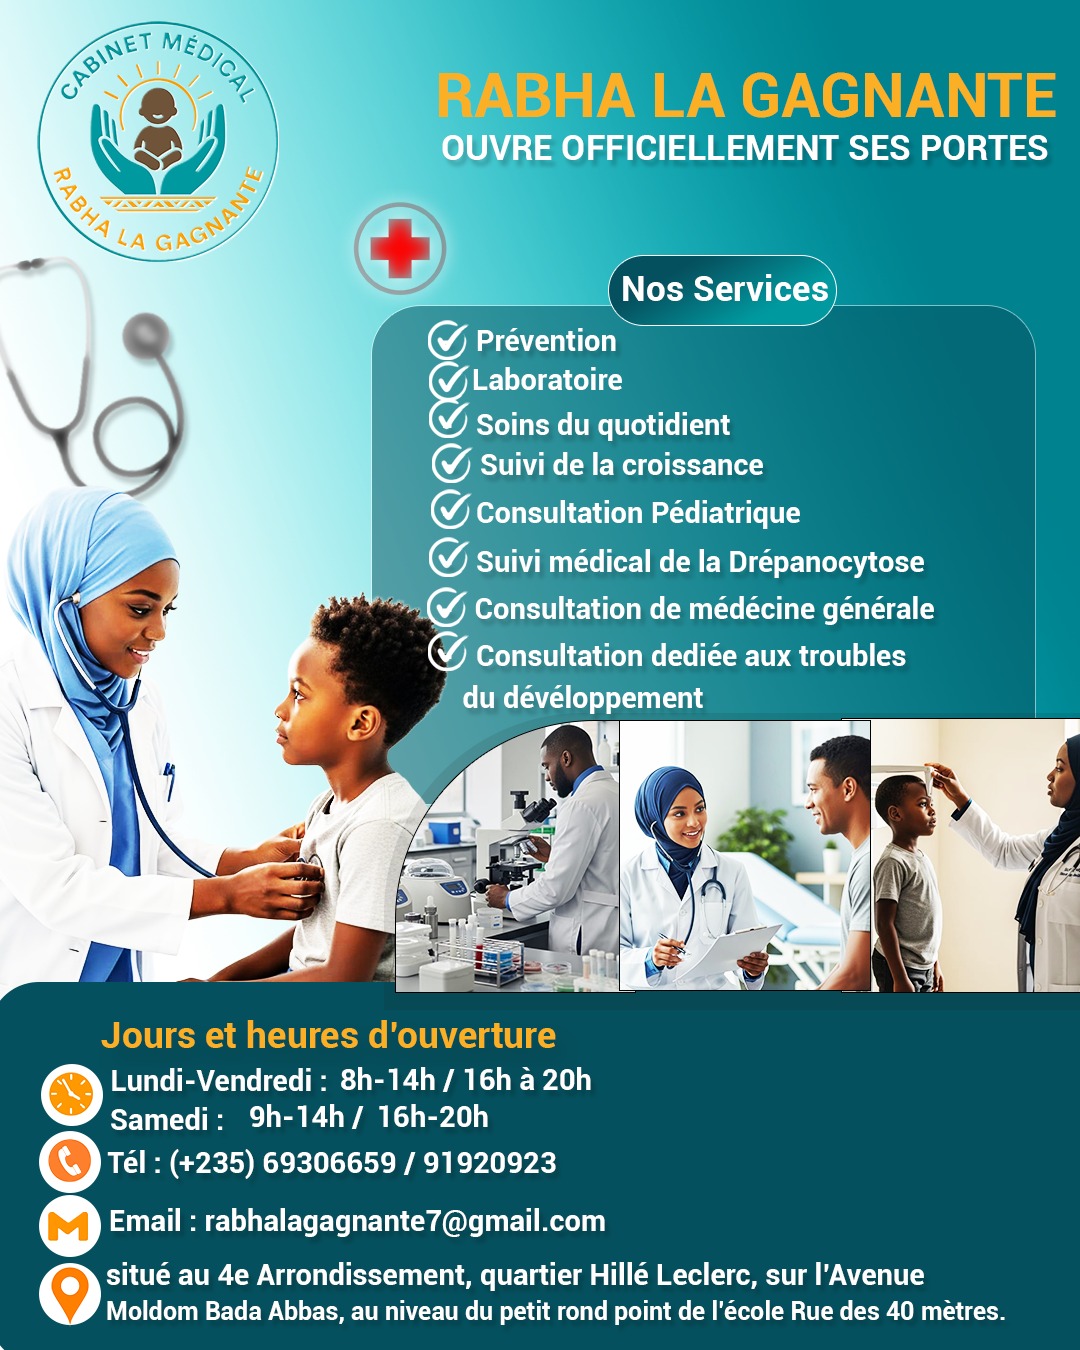 CABINET MÉDICAL
RABHA LA GAGNANTE
RABHA LA GAGNANTE
OUVRE OFFICIELLEMENT SES PORTES
Nos Services
Prévention
Laboratoire
Soins du quotidient
Suivi de la croissance
Consultation Pédiatrique
Suivi médical de la Drépanocytose
Consultation de médécine générale
Consultation dediée aux troubles
du dévéloppement
Jours et heures d'ouverture
Lundi-Vendredi : 8h-14h / 16h à 20h
Samedi : 9h-14h / 16h-20h
Tél : (+235) 69306659 / 91920923
Email : rabhalagagnante7@gmail.com
situé au 4e Arrondissement, quartier Hillé Leclerc, sur l'Avenue
Moldom Bada Abbas, au niveau du petit rond point de l'école Rue des 40 mètres.